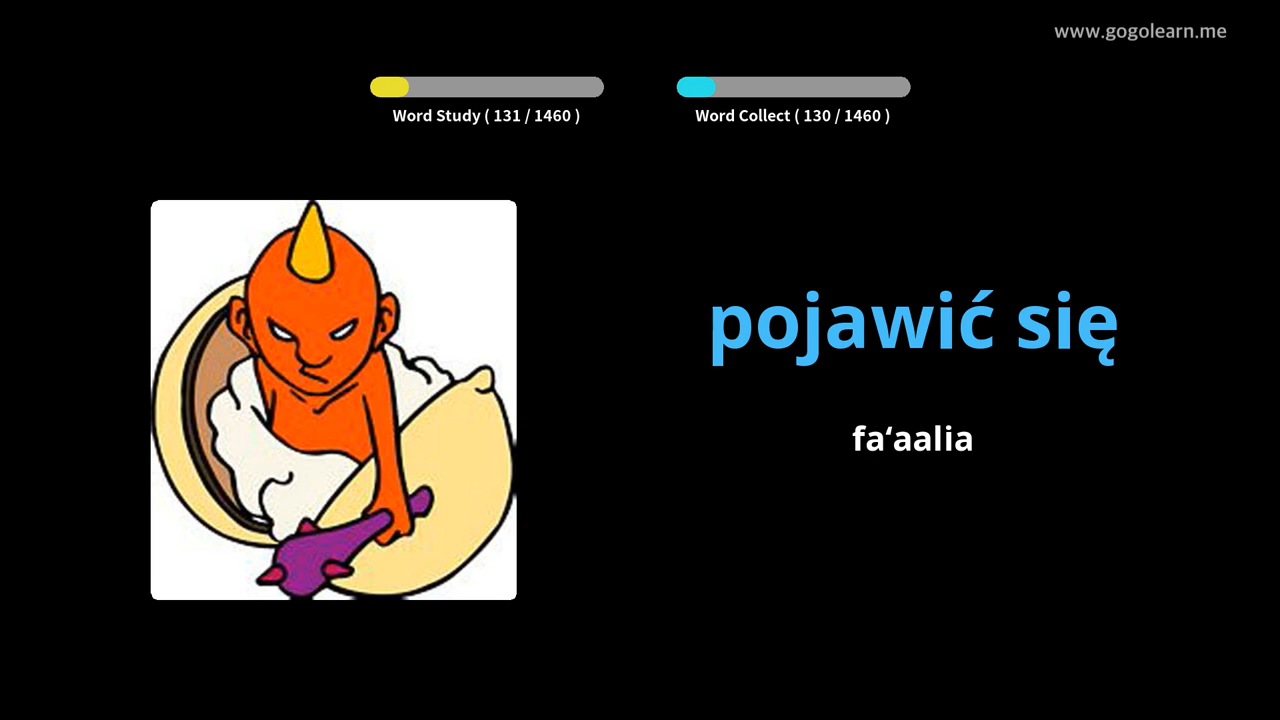 www.gogolearn.me
Word Study ( 131 / 1460 )
Word Collect ( 130 / 1460 )
pojawić się
fa‘aalia